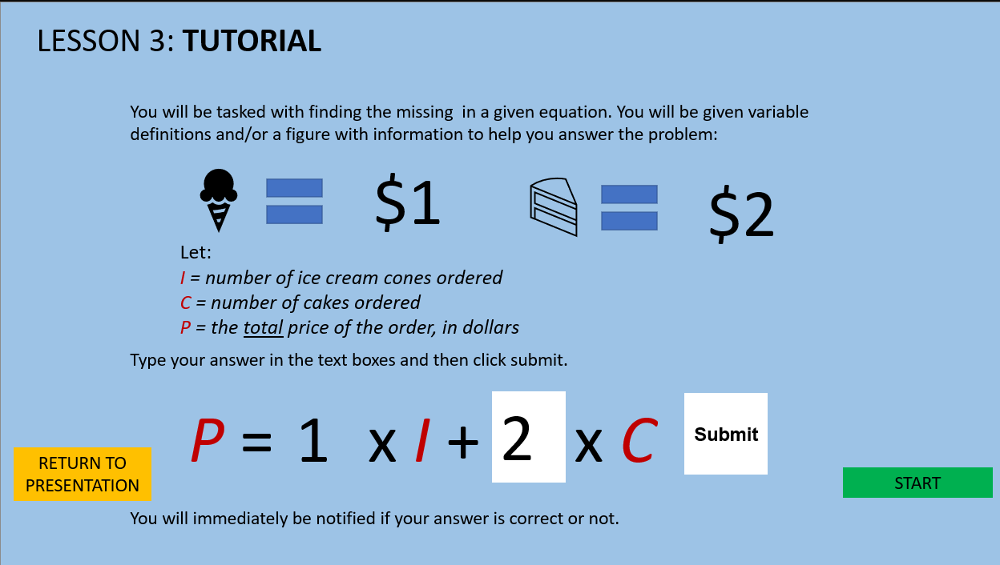 LESSON 3: TUTORIAL
You will be tasked with finding the missing  in a given equation. You will be given variable
definitions and/or a figure with information to help you answer the problem:
$1
$2
Let:
I = number of ice cream cones ordered
C = number of cakes ordered
P = the total price of the order, in dollars
Type your answer in the text boxes and then click submit.
P = 1 x I + 2 x C
Submit
RETURN TO
PRESENTATION
START
You will immediately be notified if your answer is correct or not.